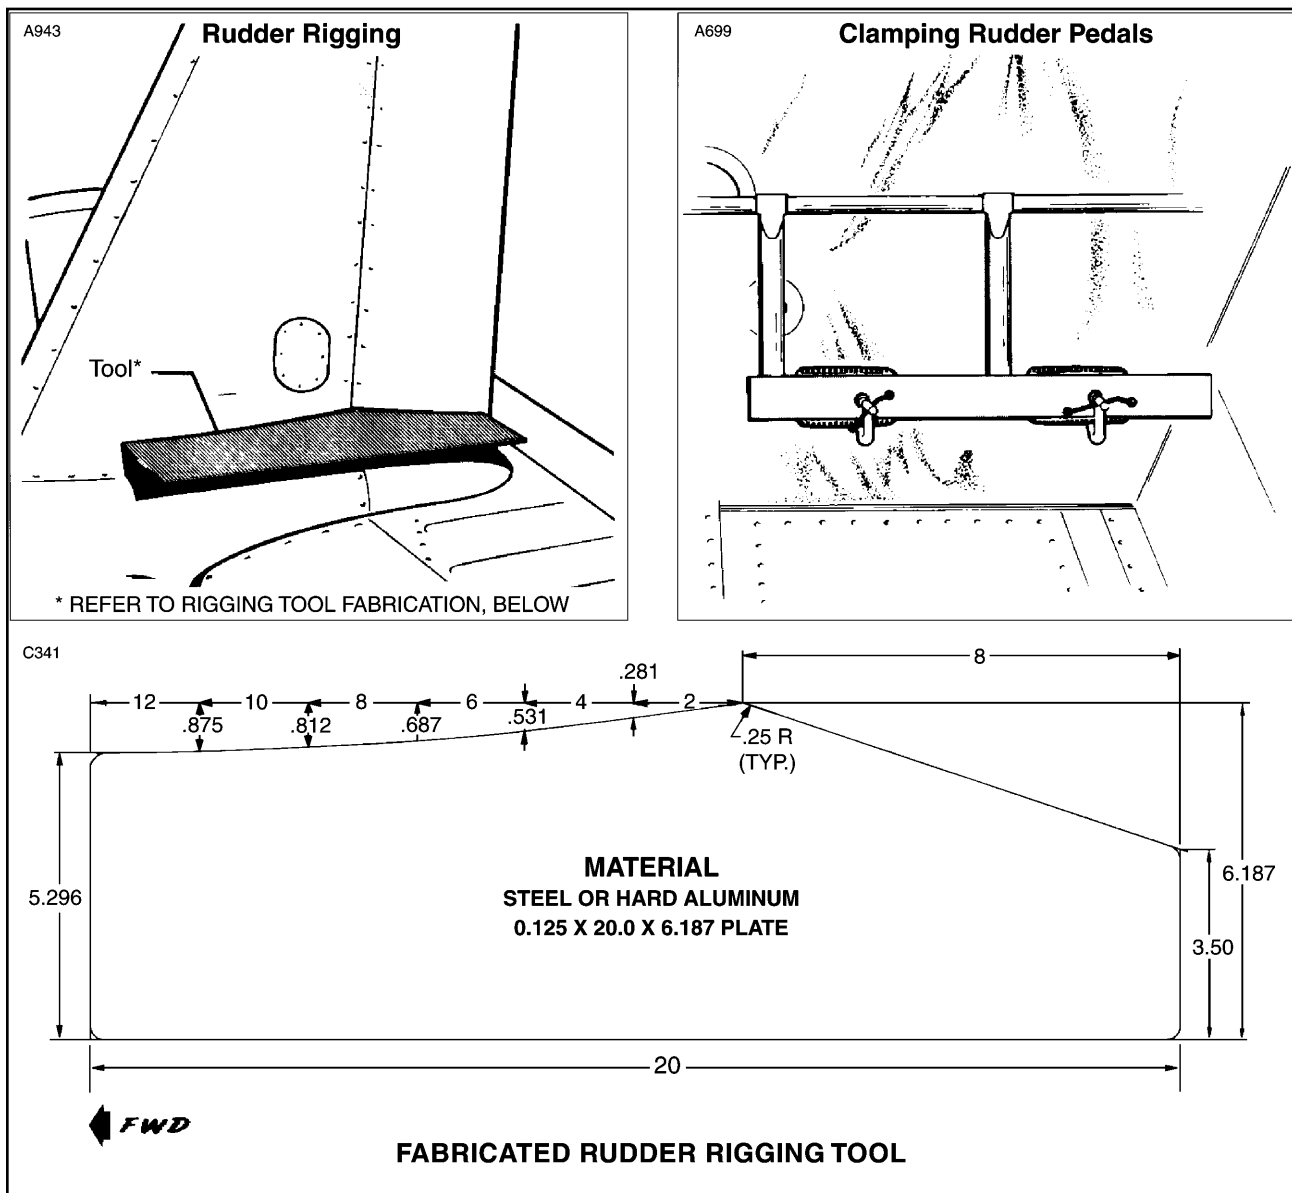 A943
Rudder Rigging
Tool*
* REFER TO RIGGING TOOL FABRICATION, BELOW
A699
Clamping Rudder Pedals
C341
8
.281
12
10
8
6
4
2
.875
.812
.687
.531
.25 R
(TYP.)
5.296
MATERIAL
STEEL OR HARD ALUMINUM
0.125 X 20.0 X 6.187 PLATE
6.187
3.50
20
FWD
FABRICATED RUDDER RIGGING TOOL